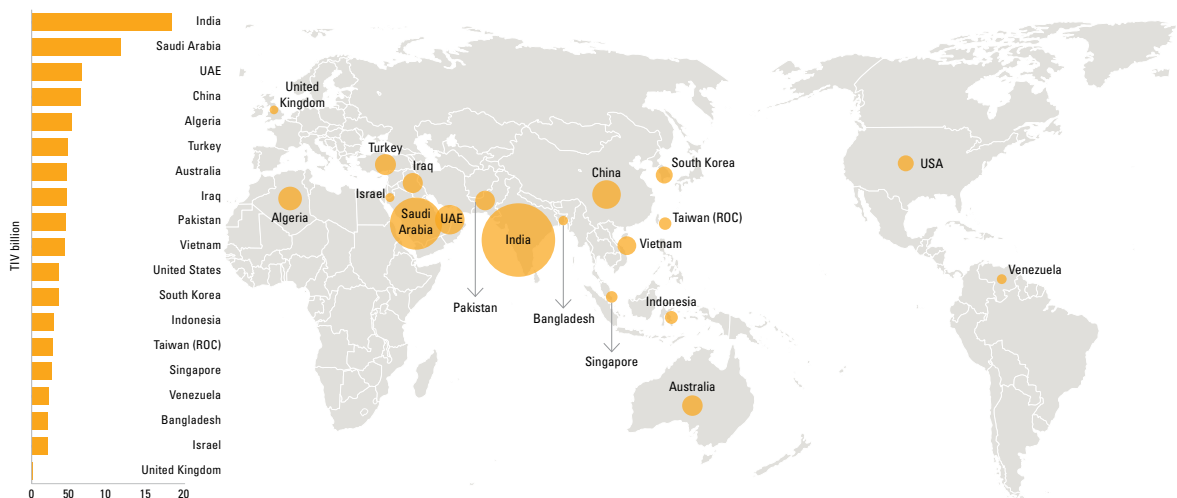 India
Saudi Arabia
UAE
China
Algeria
Turkey
Australia
Iraq
Pakistan
Vietnam
United States
South Korea
Indonesia
Taiwan (ROC)
Singapore
Venezuela
Bangladesh
Israel
United Kingdom
TIV billion
0 50 10 15 20
United
Kingdom
Turkey
Iraq
Israel
Algeria
Saudi
Arabia
UAE
India
Pakistan
Bangladesh
China
South Korea
Taiwan (ROC)
Vietnam
Indonesia
Singapore
Australia
USA
Venezuela